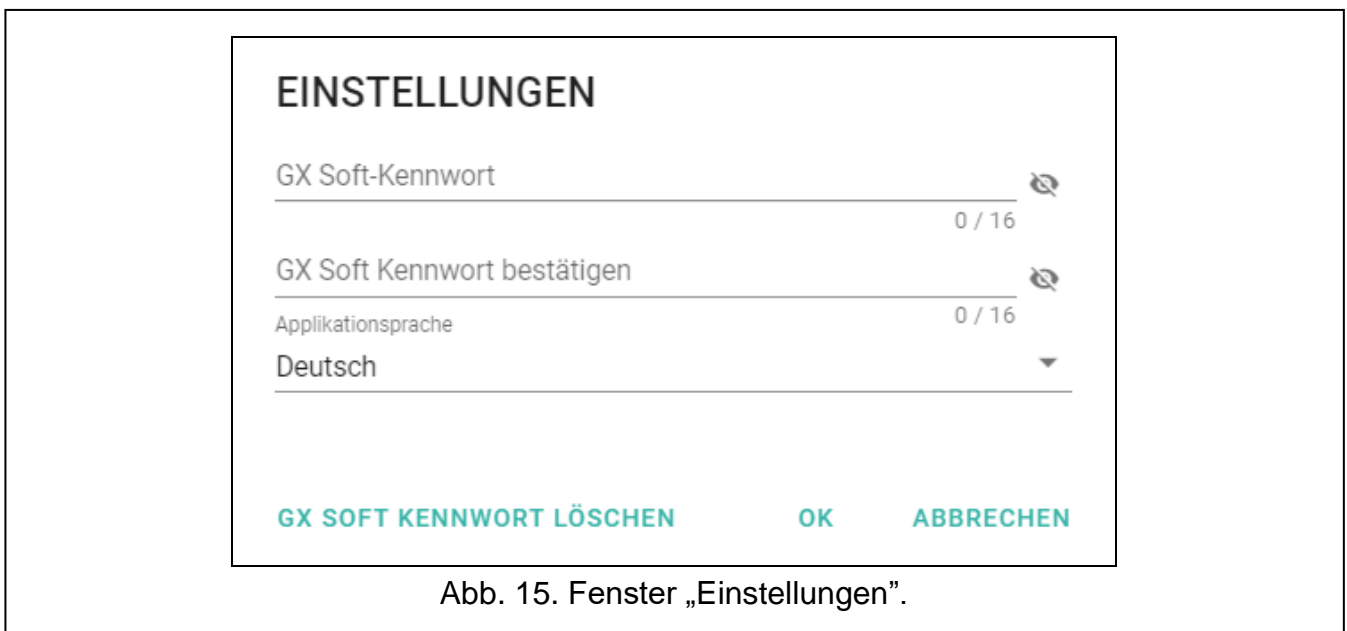 EINSTELLUNGEN
GX Soft-Kennwort
0 / 16
GX Soft Kennwort bestätigen
0 / 16
Applikationsprache
Deutsch
GX SOFT KENNWORT LÖSCHEN OK ABBRECHEN
Abb. 15. Fenster „Einstellungen”.